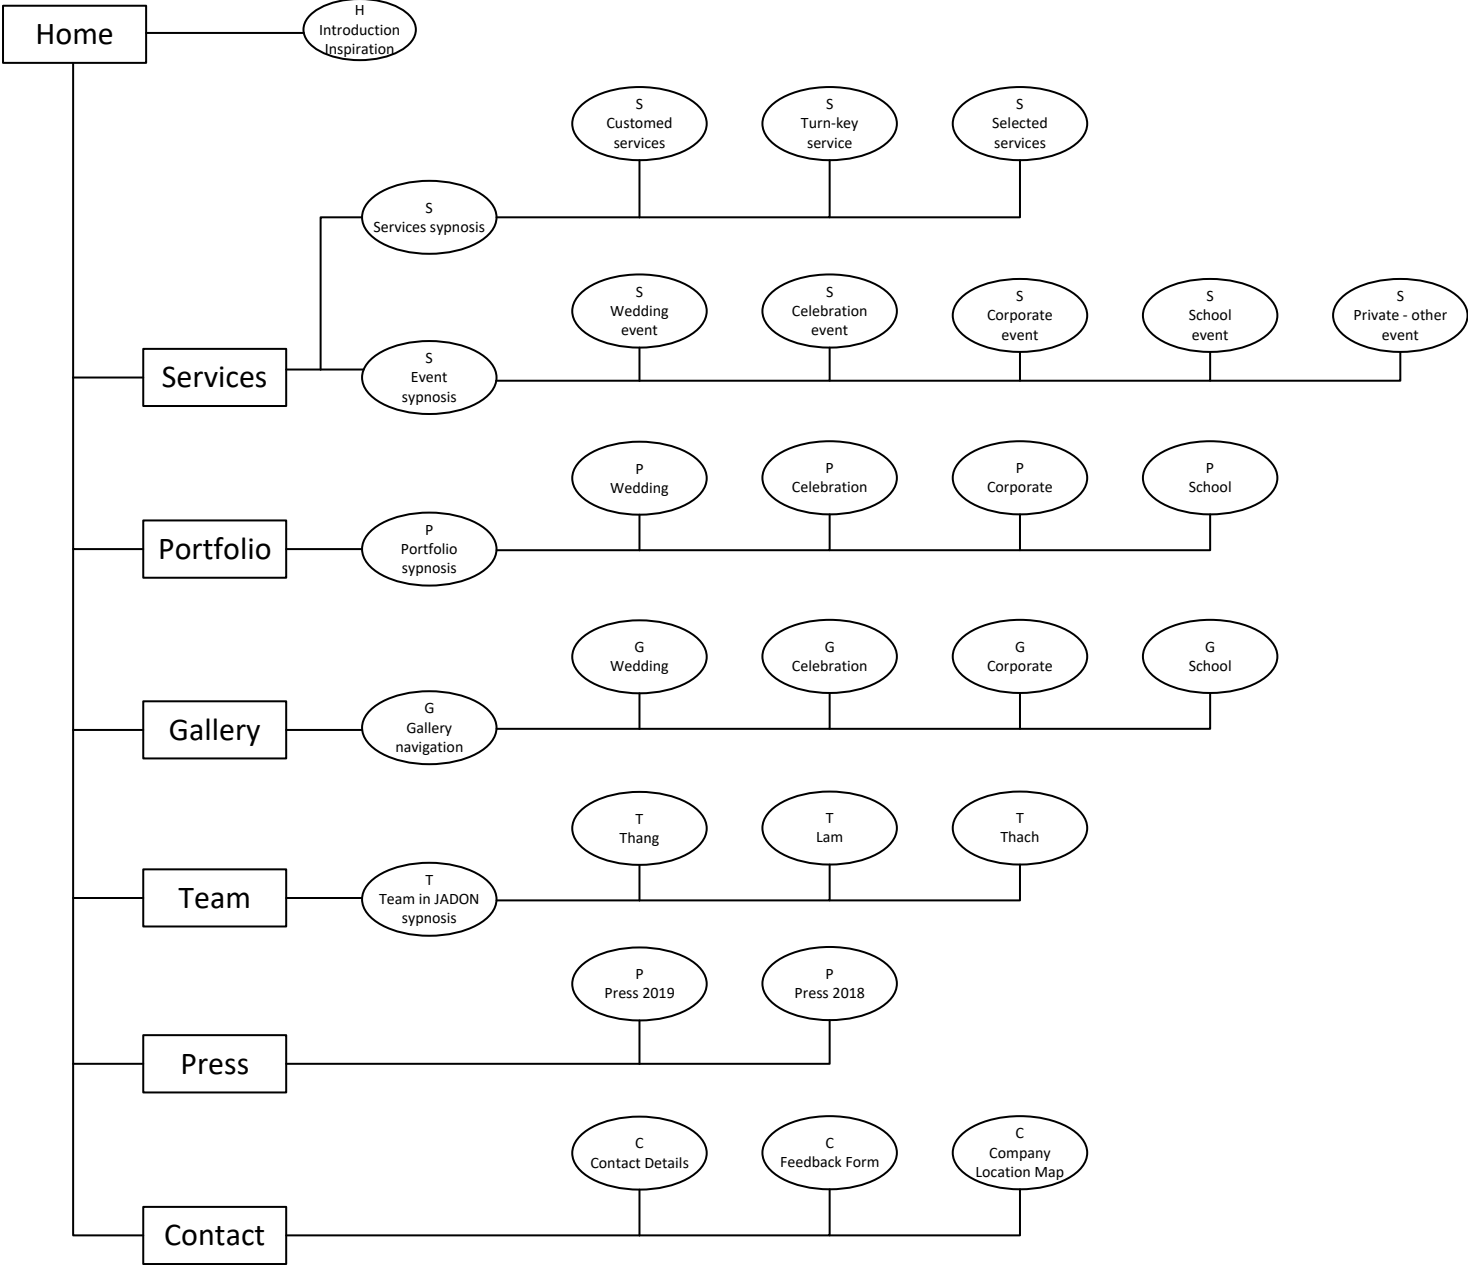 Home
H
Introduction
Inspiration
S
Customed
services
S
Turn-key
service
S
Selected
services
S
Services sypnosis
S
Wedding
event
S
Celebration
event
S
Corporate
event
S
School
event
S
Private - other
event
Services
S
Event
sypnosis
P
Wedding
P
Celebration
P
Corporate
P
School
Portfolio
P
Portfolio
sypnosis
G
Wedding
G
Celebration
G
Corporate
G
School
Gallery
G
Gallery
navigation
T
Thang
T
Lam
T
Thach
Team
T
Team in JADON
sypnosis
P
Press 2019
P
Press 2018
Press
C
Contact Details
C
Feedback Form
C
Company
Location Map
Contact